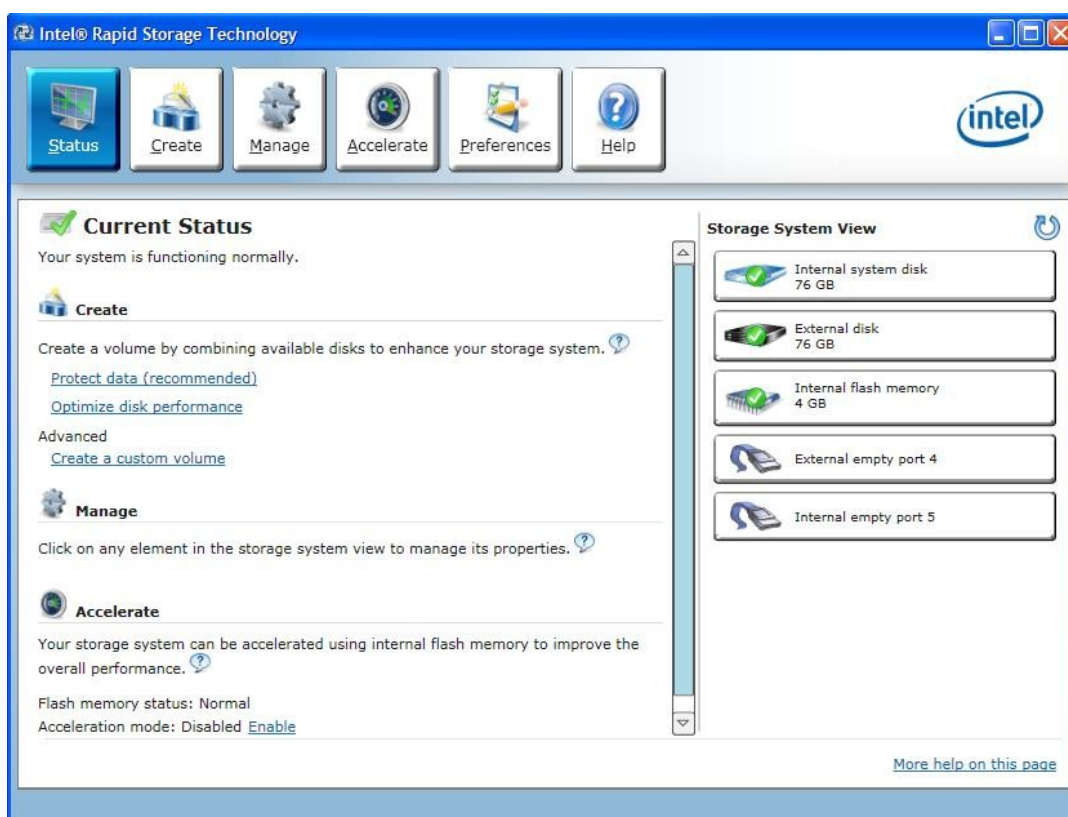 Intel® Rapid Storage Technology
Status
Create
Manage
Accelerate
Preferences
Help
intel
Current Status
Your system is functioning normally.
Create
Create a volume by combining available disks to enhance your storage system.
Protect data (recommended)
Optimize disk performance
Advanced
Create a custom volume
Manage
Click on any element in the storage system view to manage its properties.
Accelerate
Your storage system can be accelerated using internal flash memory to improve the
overall performance.
Flash memory status: Normal
Acceleration mode: Disabled Enable
Storage System View
Internal system disk
76 GB
External disk
76 GB
Internal flash memory
4 GB
External empty port 4
Internal empty port 5
More help on this page